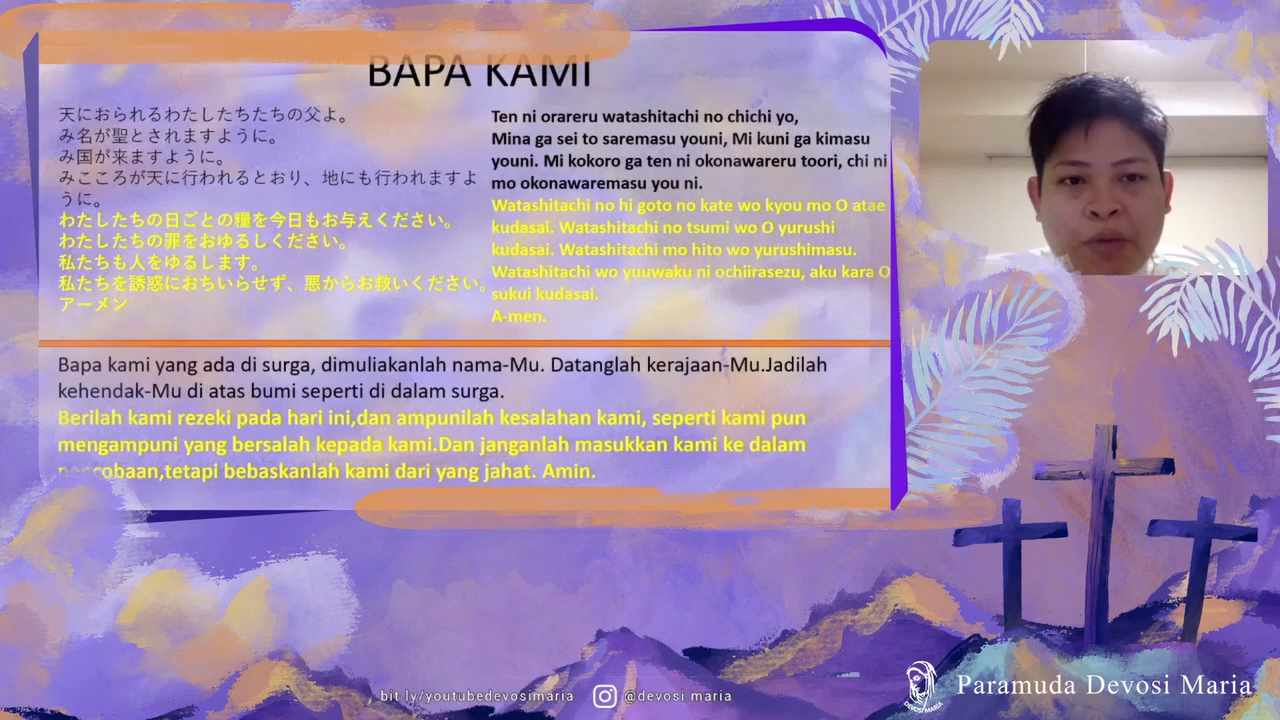 BAPA KAMI
天におられるわたしたちたちの父よ。
み名が聖とされますように。
み国が来ますように。
みこころが天に行われるとおり、地にも行われますよ
うに。
わたしたちの日ごとの糧を今日もお与えください。
わたしたちの罪をおゆるしください。
私たちも人をゆるします。
私たちを誘惑におちいらせず、悪からお救いください。
アーメン
Ten ni orareru watashitachi no chichi yo,
Mina ga sei to saremasu youni, Mi kuni ga kimasu
youni. Mi kokoro ga ten ni okonawareru toori, chi ni
mo okonawaremasu you ni.
Watashitachi no hi goto no kate wo kyou mo O atae
kudasai. Watashitachi no tsumi wo O yurushi
kudasai. Watashitachi mo hito wo yurushimasu.
Watashitachi wo yuuwaku ni ochiirasezu, aku kara O
sukui kudasai.
A-men.
Bapa kami yang ada di surga, dimuliakanlah nama-Mu. Datanglah kerajaan-Mu.Jadilah
kehendak-Mu di atas bumi seperti di dalam surga.
Berilah kami rezeki pada hari ini,dan ampunilah kesalahan kami, seperti kami pun
mengampuni yang bersalah kepada kami.Dan janganlah masukkan kami ke dalam
pencobaan,tetapi bebaskanlah kami dari yang jahat. Amin.
bit ly/youtubedevosimaria @devosi maria
DEVOSI MARIA
Paramuda Devosi Maria